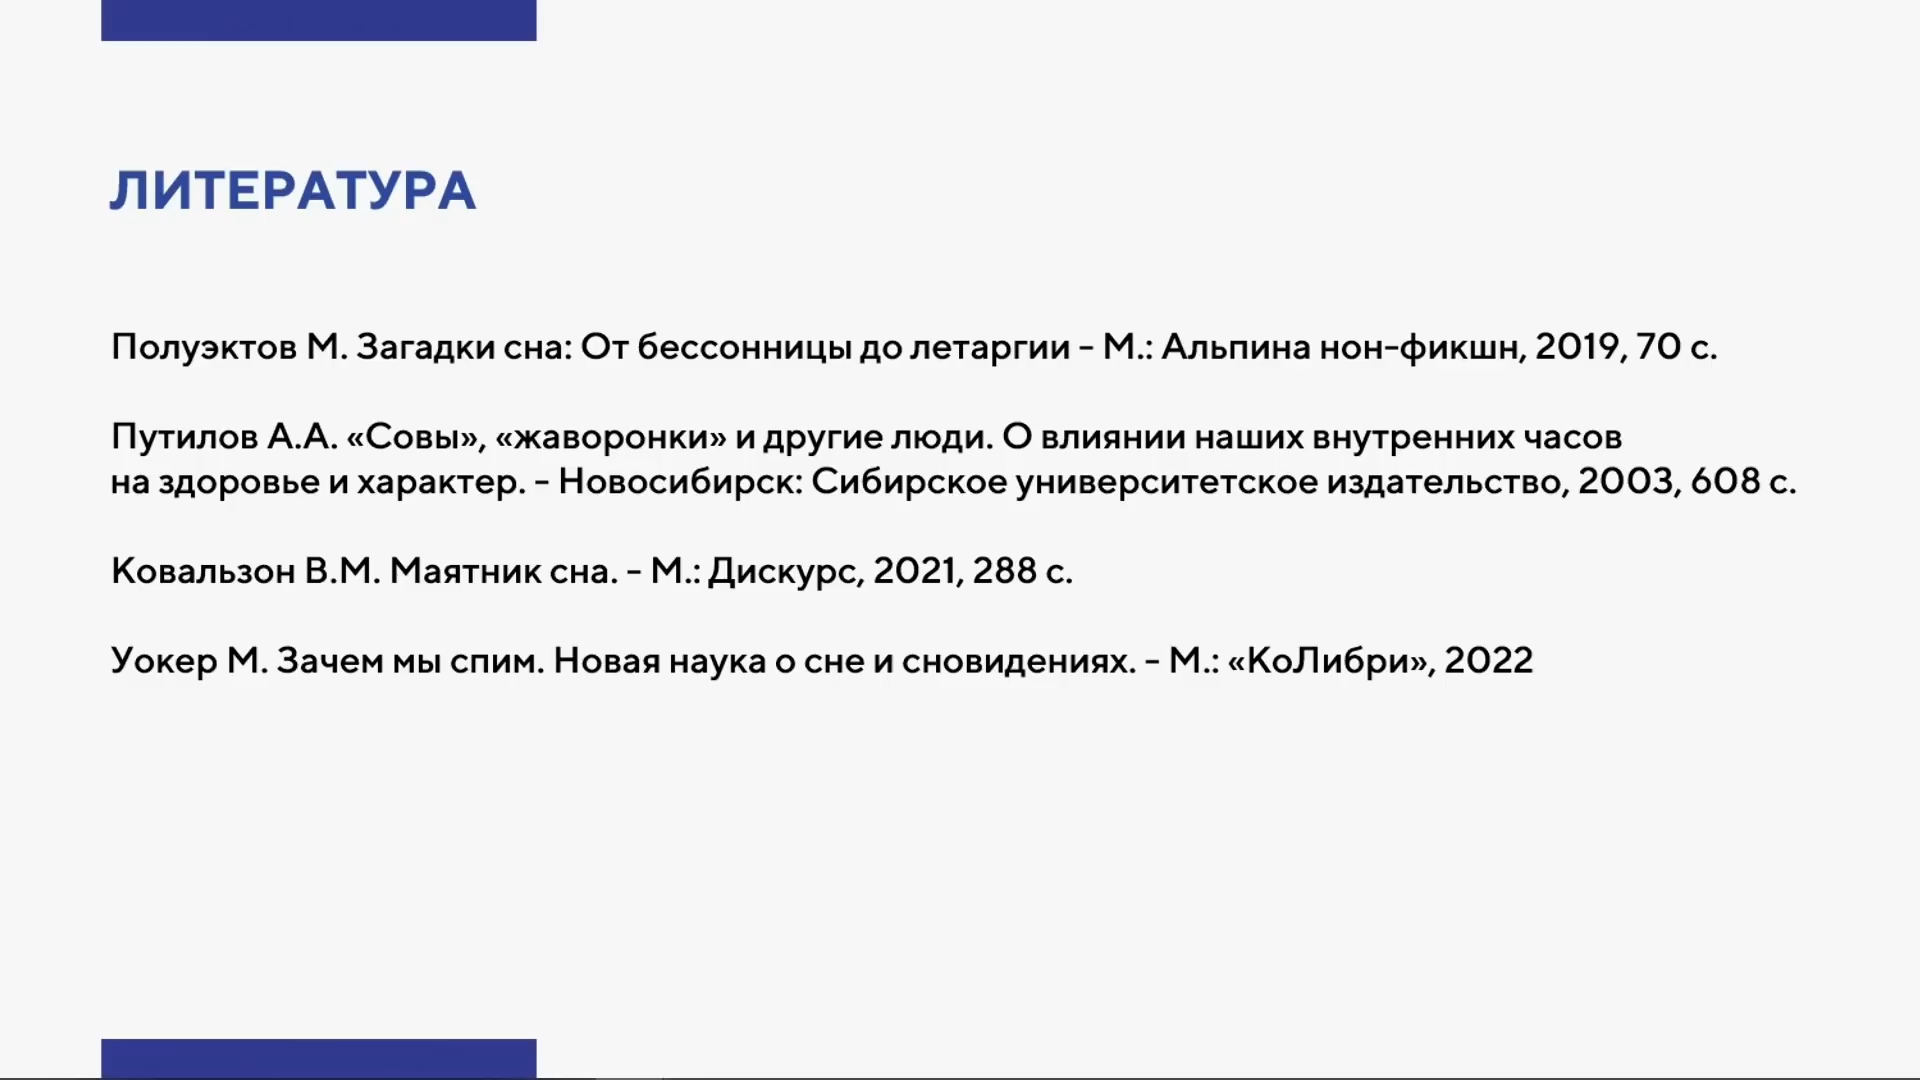 ЛИТЕРАТУРА
Полуэктов М. Загадки сна: От бессонницы до летаргии – М.: Альпина нон-фикшн, 2019, 70 с.
Путилов А.А. «Совы», «жаворонки» и другие люди. О влиянии наших внутренних часов
на здоровье и характер. – Новосибирск: Сибирское университетское издательство, 2003, 608 с.
Ковальзон В.М. Маятник сна. – М.: Дискурс, 2021, 288 с.
Уокер М. Зачем мы спим. Новая наука о сне и сновидениях. – М.: «КоЛибри», 2022